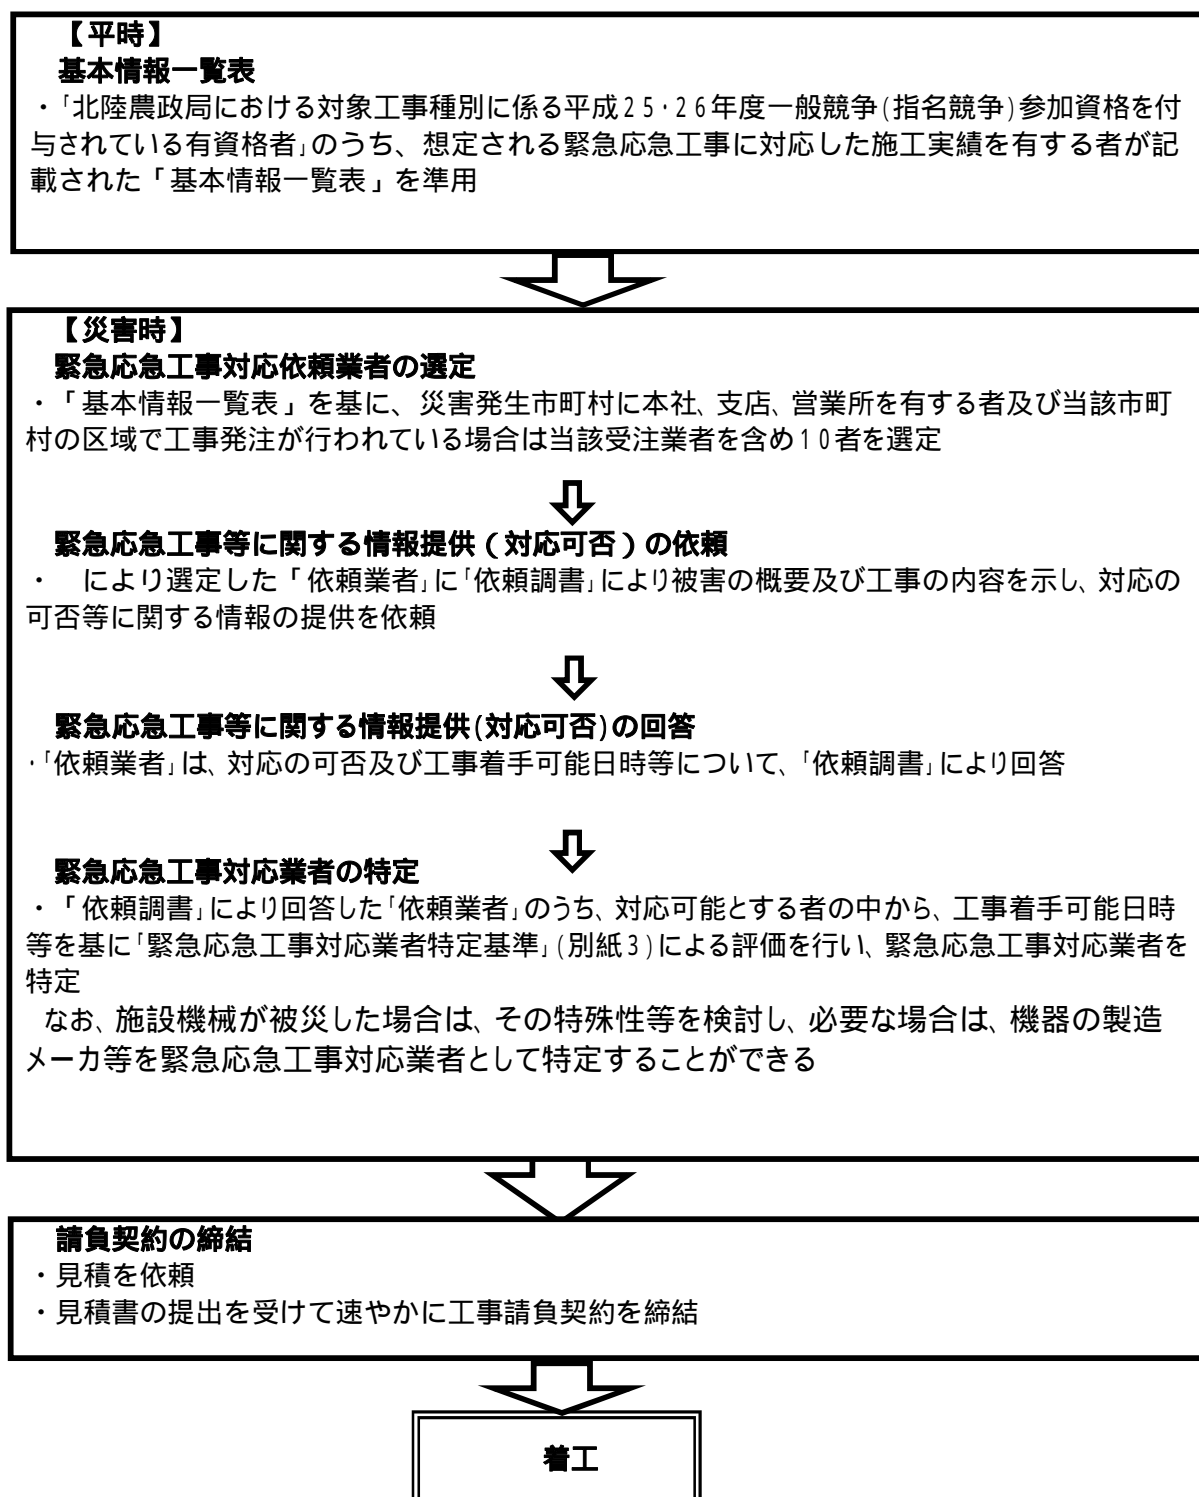 【平時】
基本情報一覧表
・「北陸農政局における対象工事種別に係る平成25・26年度一般競争(指名競争)参加資格を付
与されている有資格者」のうち、想定される緊急応急工事に対応した施工実績を有する者が記
載された「基本情報一覧表」を準用
【災害時】
緊急応急工事対応依頼業者の選定
・「基本情報一覧表」を基に、災害発生市町村に本社、支店、営業所を有する者及び当該市町
村の区域で工事発注が行われている場合は当該受注業者を含め10者を選定
緊急応急工事等に関する情報提供（対応可否）の依頼
・　により選定した「依頼業者」に「依頼調書」により被害の概要及び工事の内容を示し、対応の
可否等に関する情報の提供を依頼
緊急応急工事等に関する情報提供(対応可否)の回答
・「依頼業者」は、対応の可否及び工事着手可能日時等について、「依頼調書」により回答
緊急応急工事対応業者の特定
・「依頼調書」により回答した「依頼業者」のうち、対応可能とする者の中から、工事着手可能日時
等を基に「緊急応急工事対応業者特定基準」(別紙3)による評価を行い、緊急応急工事対応業者を
特定
なお、施設機械が被災した場合は、その特殊性等を検討し、必要な場合は、機器の製造
メーカ等を緊急応急工事対応業者として特定することができる
請負契約の締結
・見積を依頼
・見積書の提出を受けて速やかに工事請負契約を締結
着工